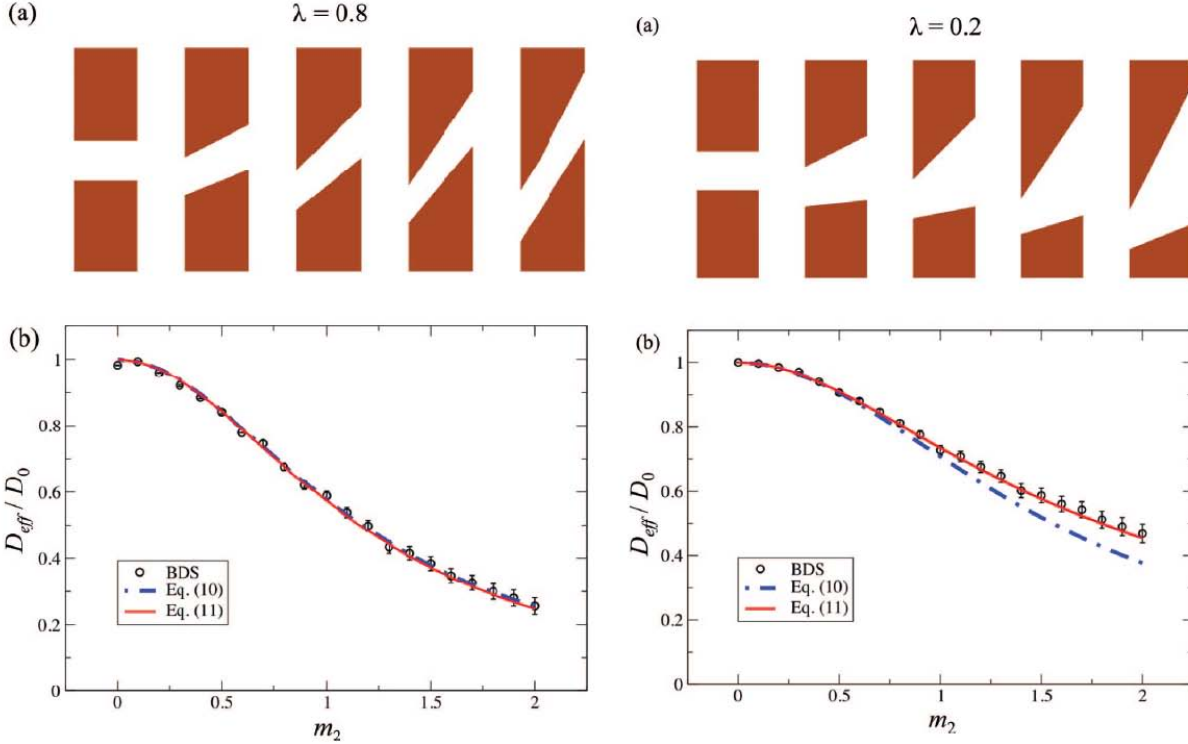 (a)
λ = 0.8
(b)
1
0.8
0.6
0.4
0.2
0
D_eff / D_0
BDS
Eq. (10)
Eq. (11)
0
0.5
1
1.5
2
m_2
(a)
λ = 0.2
(b)
1
0.8
0.6
0.4
0.2
0
D_eff / D_0
BDS
Eq. (10)
Eq. (11)
0
0.5
1
1.5
2
m_2